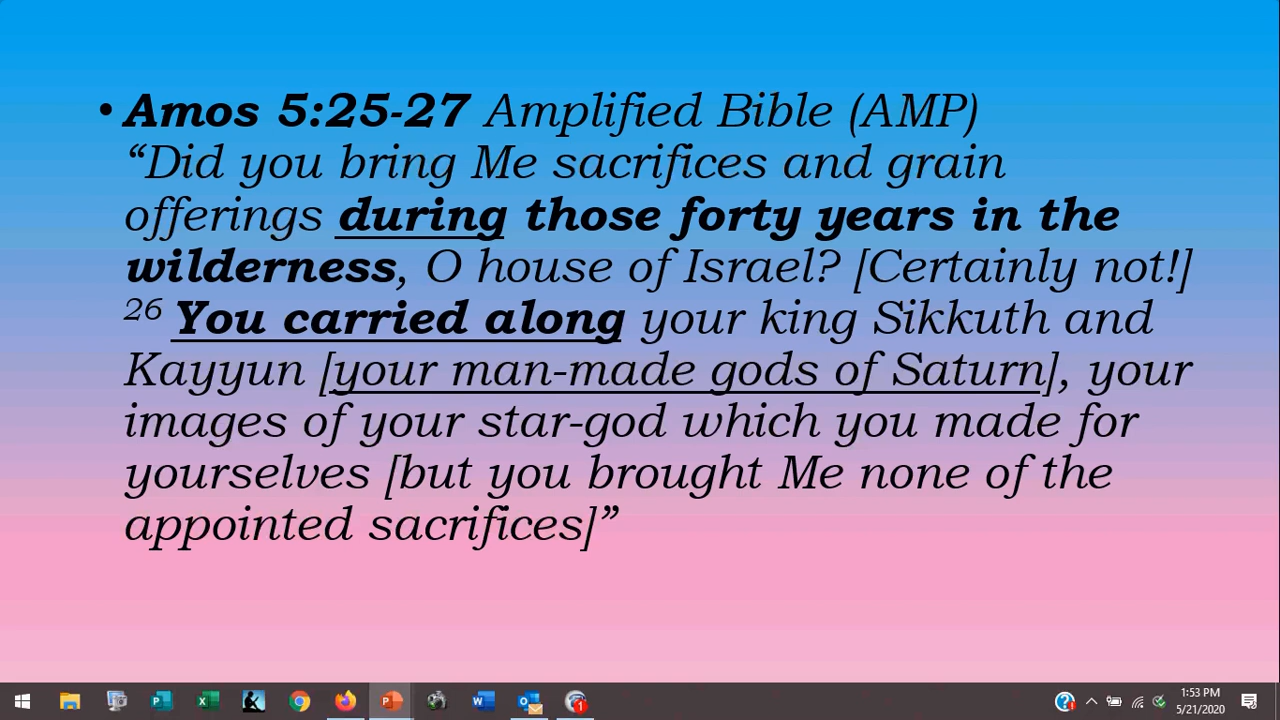 • Amos 5:25-27 Amplified Bible (AMP)
“Did you bring Me sacrifices and grain
offerings during those forty years in the
wilderness, O house of Israel? [Certainly not!]
26 You carried along your king Sikkuth and
Kayyun [your man-made gods of Saturn], your
images of your star-god which you made for
yourselves [but you brought Me none of the
appointed sacrifices]”
1:53 PM
5/21/2020